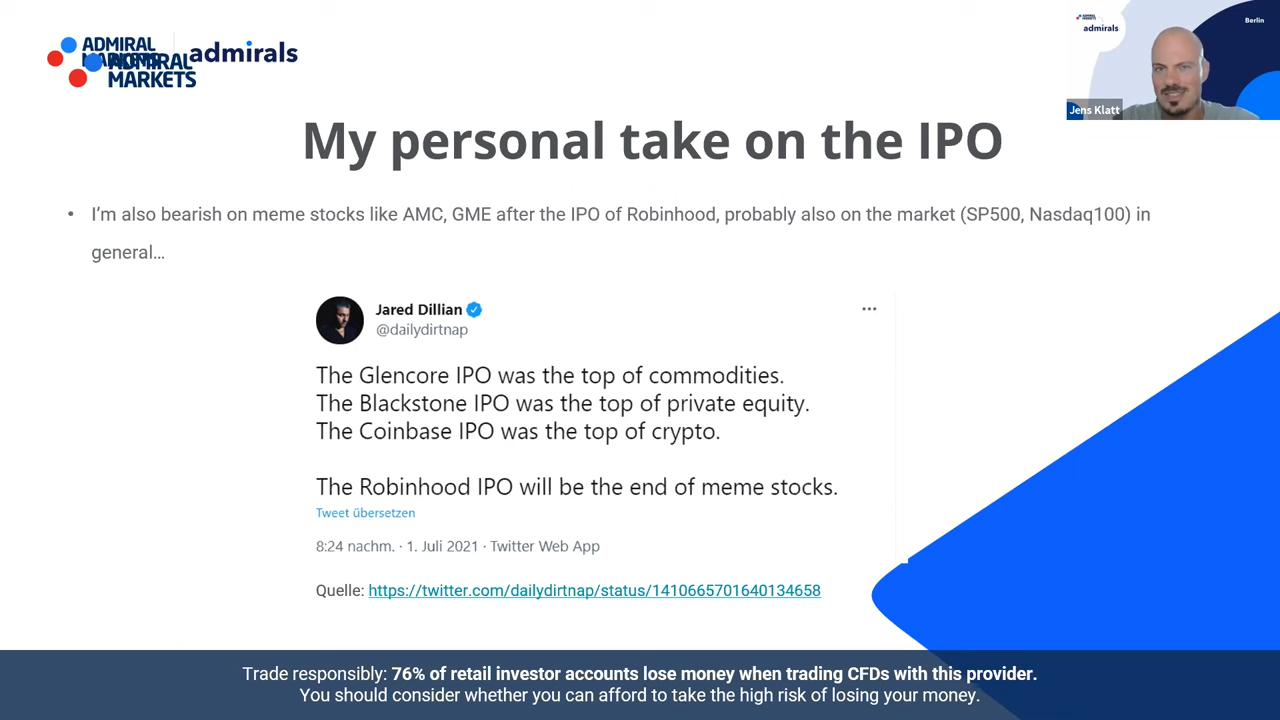 ADMIRAL
MARKETS
ADMIRAL
MARKETS
admirals
admirals
Berlin
Jens Klatt
My personal take on the IPO
• I’m also bearish on meme stocks like AMC, GME after the IPO of Robinhood, probably also on the market (SP500, Nasdaq100) in
general…
Jared Dillian
@dailydirtnap
The Glencore IPO was the top of commodities.
The Blackstone IPO was the top of private equity.
The Coinbase IPO was the top of crypto.
The Robinhood IPO will be the end of meme stocks.
Tweet übersetzen
8:24 nachm. · 1. Juli 2021 · Twitter Web App
Quelle: https://twitter.com/dailydirtnap/status/1410665701640134658
Trade responsibly: 76% of retail investor accounts lose money when trading CFDs with this provider.
You should consider whether you can afford to take the high risk of losing your money.